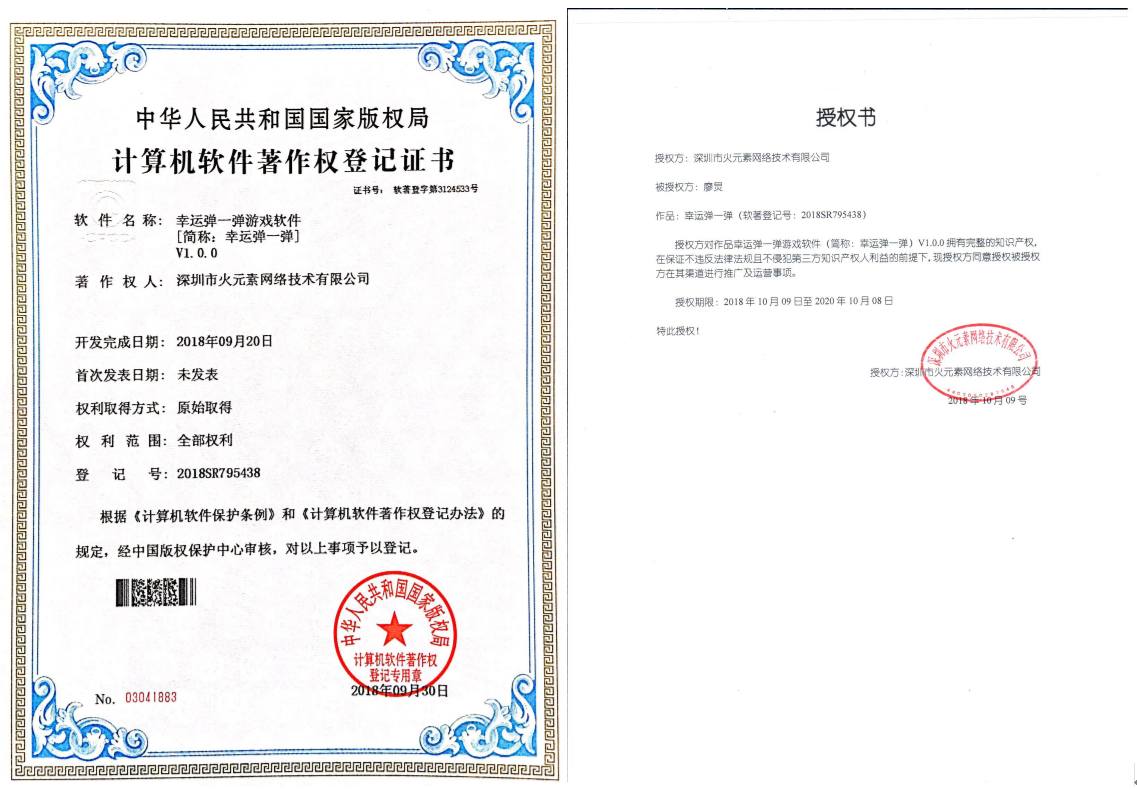 中华人民共和国国家版权局
计算机软件著作权登记证书
证书号： 软著登字第3124533号
软 件 名 称： 幸运弹一弹游戏软件
[简称：幸运弹一弹]
V1.0.0
著 作 权 人： 深圳市火元素网络技术有限公司
开发完成日期： 2018年09月20日
首次发表日期： 未发表
权利取得方式： 原始取得
权 利 范 围： 全部权利
登 记 号： 2018SR795438
根据《计算机软件保护条例》和《计算机软件著作权登记办法》的
规定，经中国版权保护中心审核，对以上事项予以登记。
中华人民共和国国家版权局
计算机软件著作权
登记专用章
2018年09月30日
No. 03041883
授权书
授权方：深圳市火元素网络技术有限公司
被授权方：廖炅
作品：幸运弹一弹（软著登记号：2018SR795438）
授权方对作品幸运弹一弹游戏软件（简称：幸运弹一弹）V1.0.0 拥有完整的知识产权，
在保证不违反法律法规且不侵犯第三方知识产权人利益的前提下，现授权方同意授权被授权
方在其渠道进行推广及运营事项。
授权期限：2018 年 10 月 09 日至 2020 年 10 月 08 日
特此授权！
深圳市火元素网络技术有限公司
授权方：深圳市火元素网络技术有限公司
2018 年 10 月 09 号